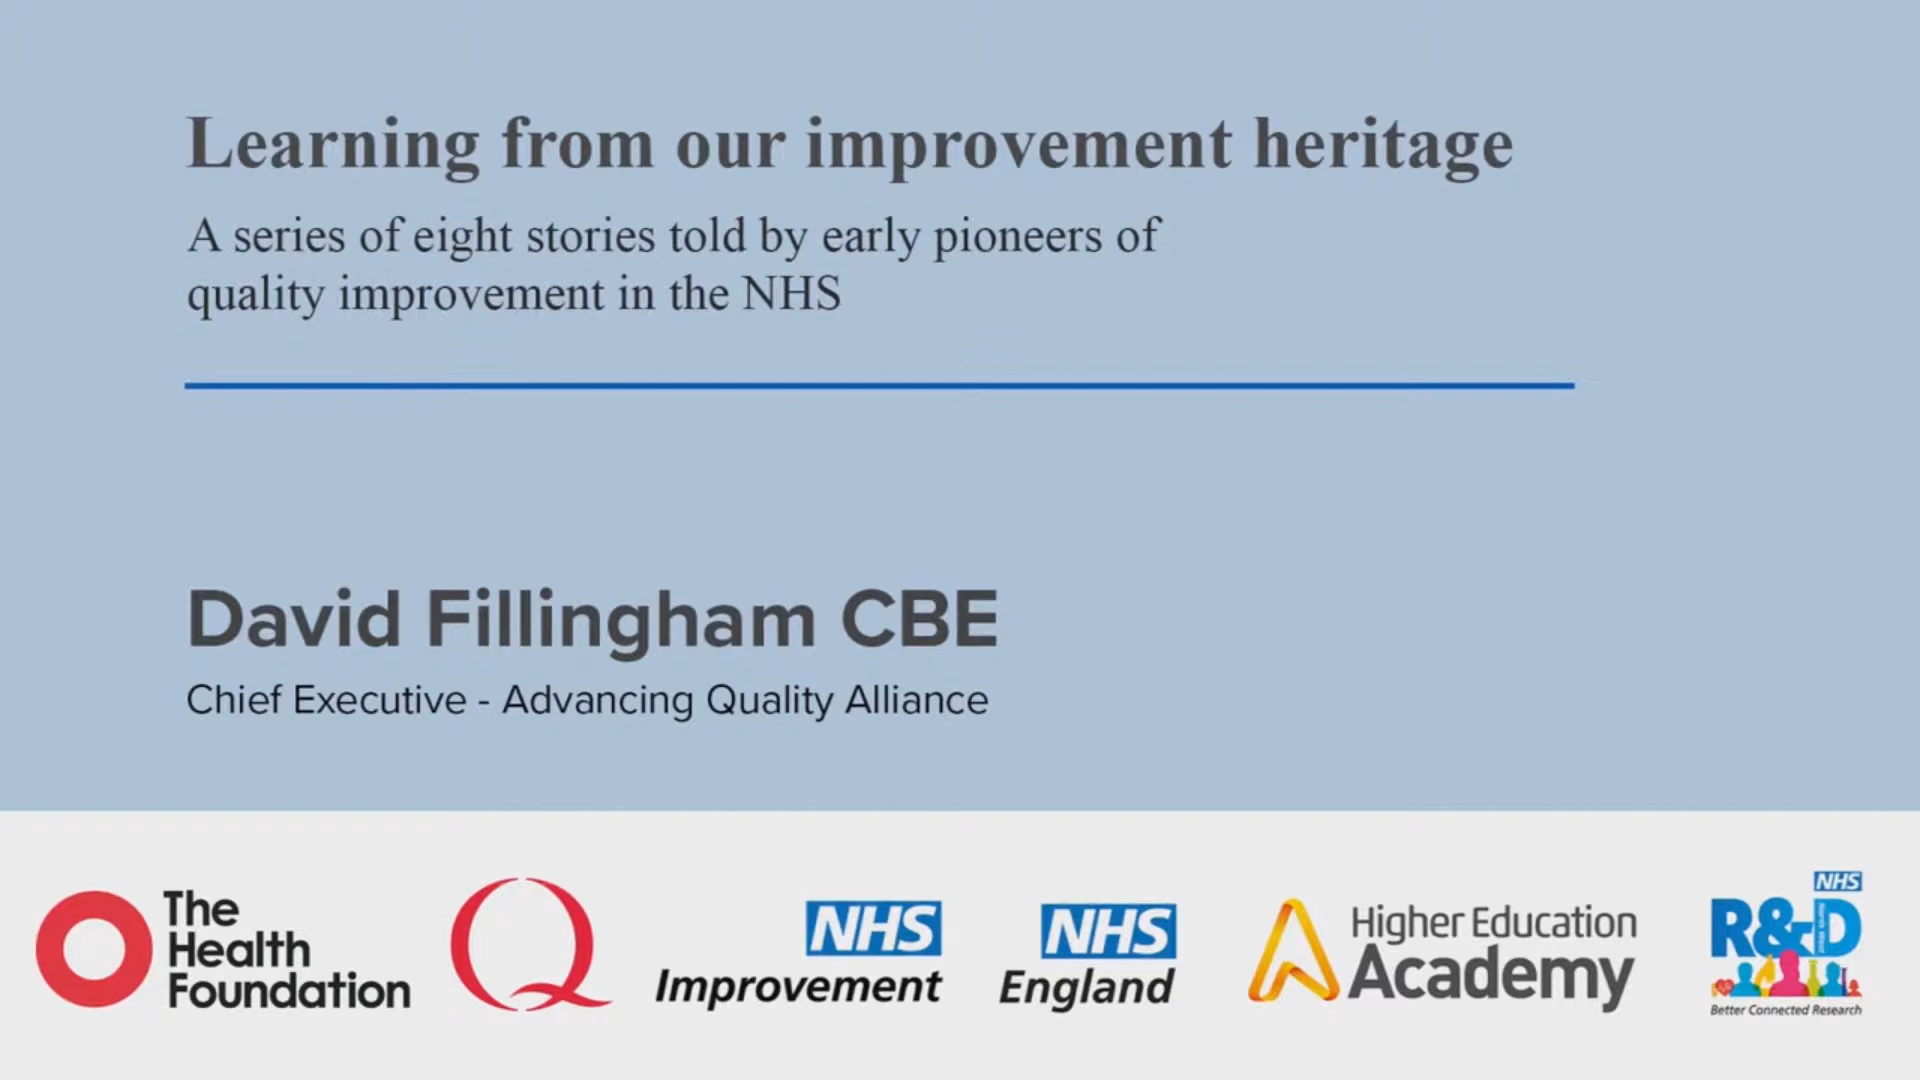 Learning from our improvement heritage
A series of eight stories told by early pioneers of
quality improvement in the NHS
David Fillingham CBE
Chief Executive - Advancing Quality Alliance
The
Health
Foundation
Q
NHS
Improvement
NHS
England
Higher Education
Academy
NHS
R&D
Better Connected Research